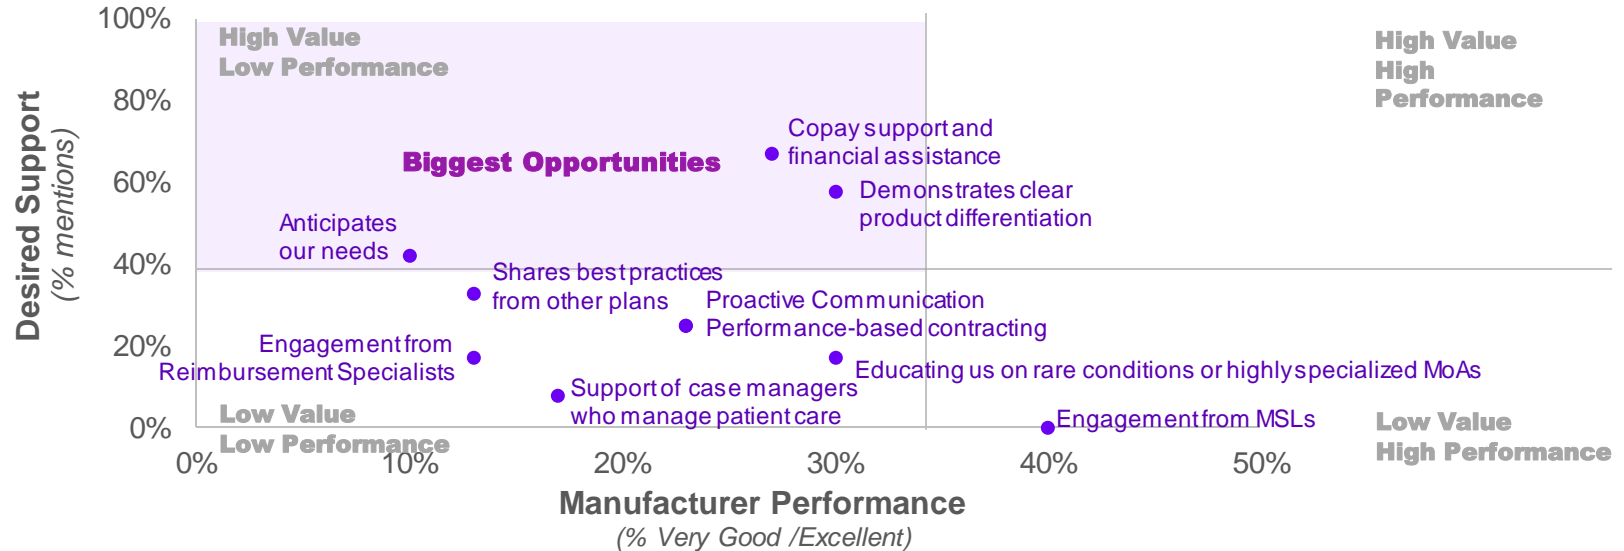 100%
80%
60%
40%
20%
0%
Desired Support
(% mentions)
High Value
Low Performance
High Value
High
Performance
Biggest Opportunities
Copay support and
financial assistance
Demonstrates clear
product differentiation
Anticipates
our needs
Shares best practices
from other plans
Proactive Communication
Performance-based contracting
Engagement from
Reimbursement Specialists
Educating us on rare conditions or highly specialized MoAs
Support of case managers
who manage patient care
Engagement from MSLs
Low Value
Low Performance
Low Value
High Performance
0%
10%
20%
30%
40%
50%
Manufacturer Performance
(% Very Good /Excellent)